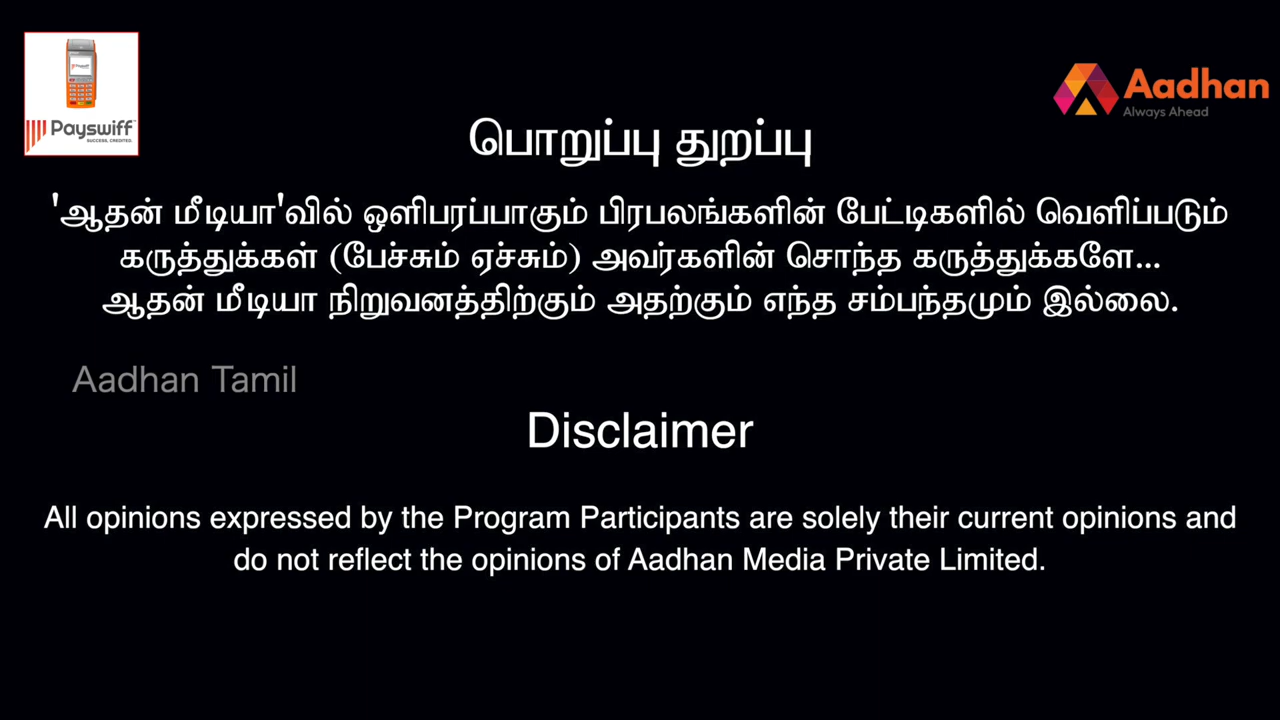 Payswiff
SUCCESS, CREDITED.
Aadhan
Always Ahead
பொறுப்பு துறப்பு
'ஆதன் மீடியா'வில் ஒளிபரப்பாகும் பிரபலங்களின் பேட்டிகளில் வெளிப்படும்
கருத்துக்கள் (பேச்சும் ஏச்சும்) அவர்களின் சொந்த கருத்துக்களே...
ஆதன் மீடியா நிறுவனத்திற்கும் அதற்கும் எந்த சம்பந்தமும் இல்லை.
Aadhan Tamil
Disclaimer
All opinions expressed by the Program Participants are solely their current opinions and
do not reflect the opinions of Aadhan Media Private Limited.